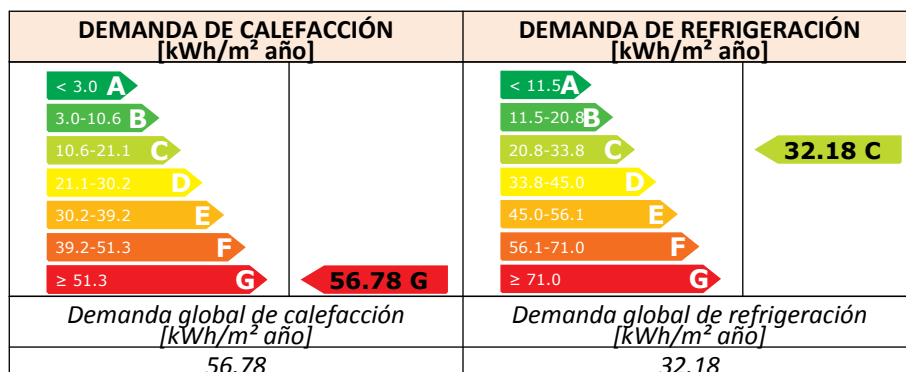 DEMANDA DE CALEFACCIÓN
[kWh/m² año]
< 3.0 A
3.0-10.6 B
10.6-21.1 C
21.1-30.2 D
30.2-39.2 E
39.2-51.3 F
≥ 51.3 G
56.78 G
Demanda global de calefacción
[kWh/m² año]
56.78
DEMANDA DE REFRIGERACIÓN
[kWh/m² año]
< 11.5 A
11.5-20.8 B
20.8-33.8 C
33.8-45.0 D
45.0-56.1 E
56.1-71.0 F
≥ 71.0 G
32.18 C
Demanda global de refrigeración
[kWh/m² año]
32.18